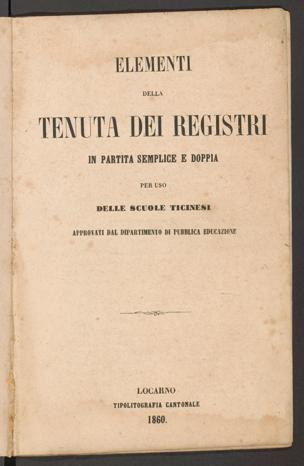 ELEMENTI
DELLA
TENUTA DEI REGISTRI
IN PARTITA SEMPLICE E DOPPIA
PER USO
DELLE SCUOLE TICINESI
APPROVATI DAL DIPARTIMENTO DI PUBBLICA EDUCAZIONE
LOCARNO
TIPOLITOGRAFIA CANTONALE
1860.